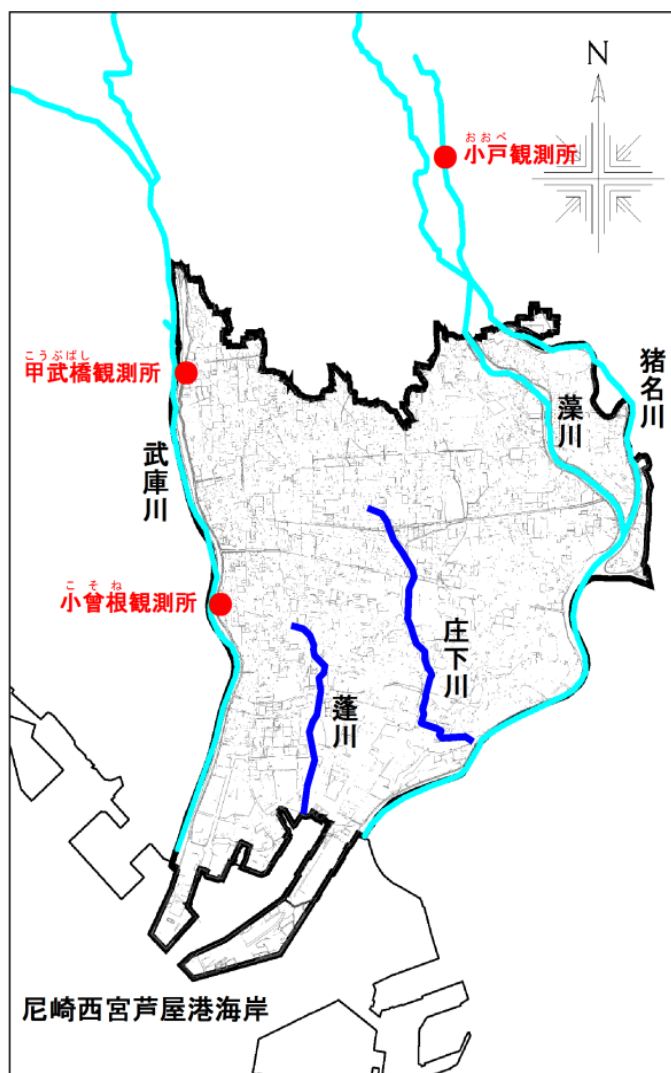 N
おおべ
小戸観測所
こうぶばし
甲武橋観測所
猪名川
藻川
武庫川
こそね
小曾根観測所
庄下川
蓬川
尼崎西宮芦屋港海岸